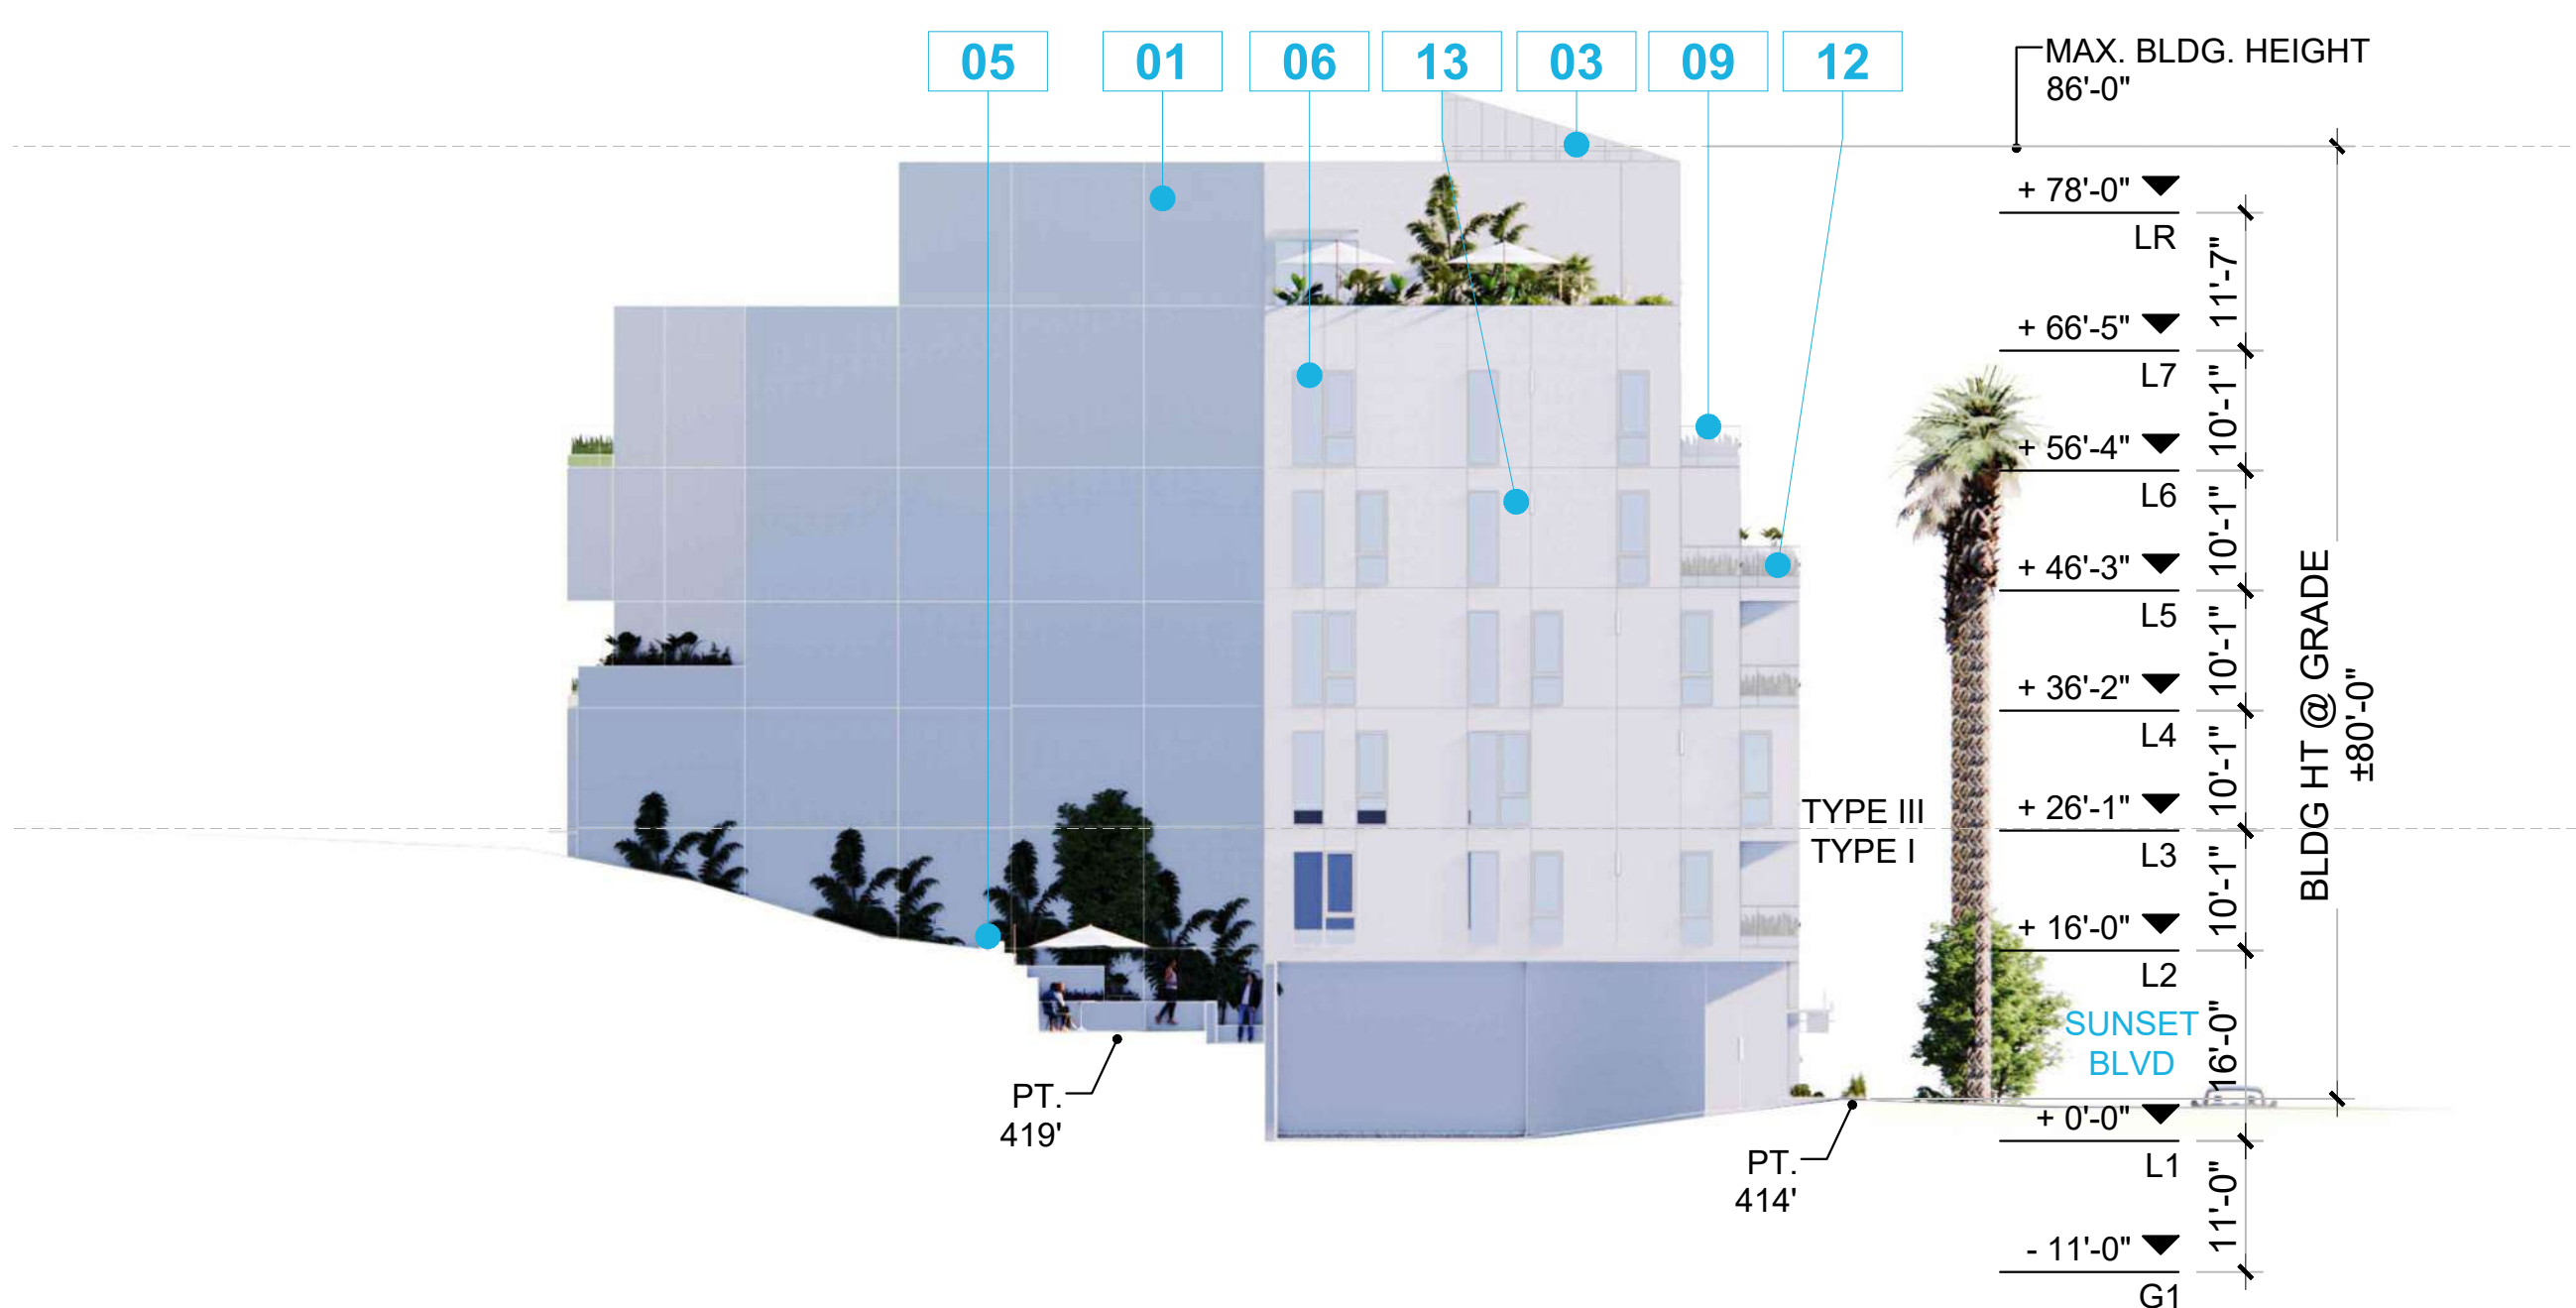 05
01
06
13
03
09
12
MAX. BLDG. HEIGHT
86'-0"
+ 78'-0"
LR
11'-7"
+ 66'-5"
L7
10'-1"
+ 56'-4"
L6
10'-1"
+ 46'-3"
L5
10'-1"
+ 36'-2"
L4
10'-1"
+ 26'-1"
L3
10'-1"
+ 16'-0"
L2
16'-0"
+ 0'-0"
L1
11'-0"
- 11'-0"
G1
BLDG HT @ GRADE
±80'-0"
TYPE III
TYPE I
SUNSET
BLVD
PT.
419'
PT.
414'